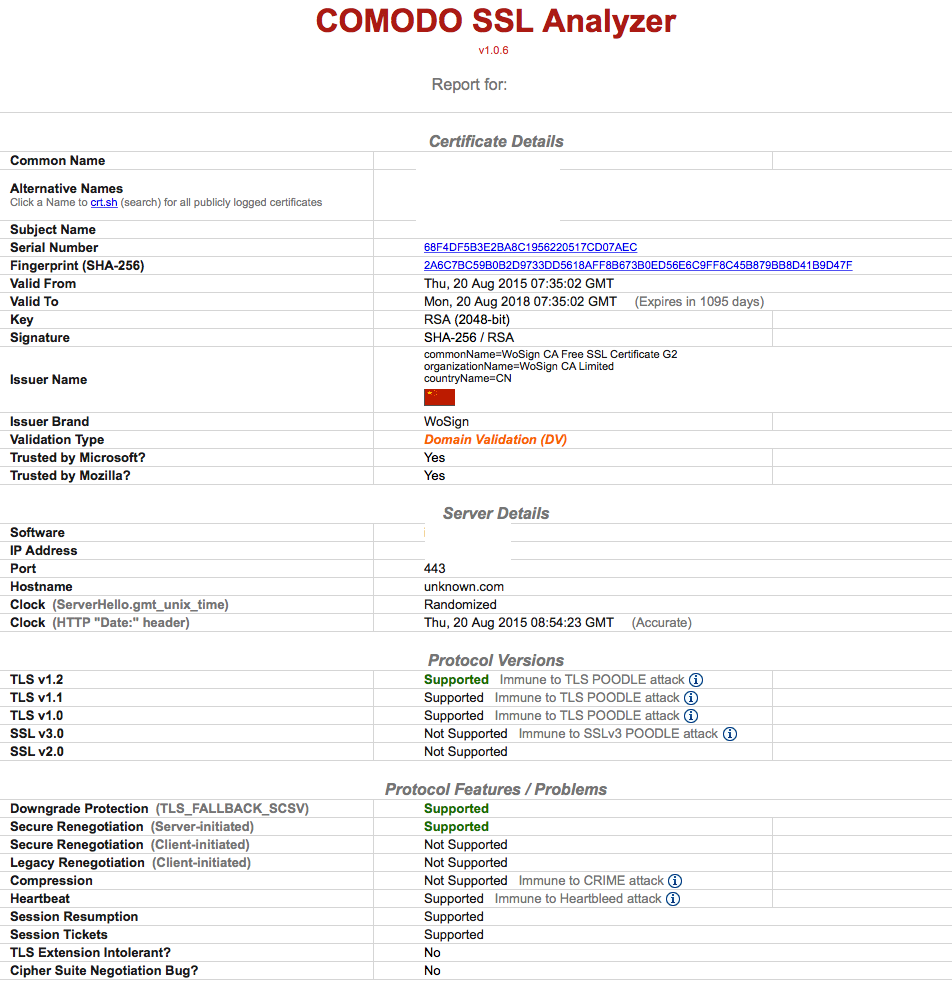 COMODO SSL Analyzer
v1.0.6
Report for:
Certificate Details
Common Name
Alternative Names
Click a Name to crt.sh (search) for all publicly logged certificates
Subject Name
Serial Number 68F4DF5B3E2BA8C1956220517CD07AEC
Fingerprint (SHA-256) 2A6C7BC59B0B2D9733DD5618AFF8B673B0ED56E6C9FF8C45B879BB8D41B9D47F
Valid From Thu, 20 Aug 2015 07:35:02 GMT
Valid To Mon, 20 Aug 2018 07:35:02 GMT (Expires in 1095 days)
Key RSA (2048-bit)
Signature SHA-256 / RSA
Issuer Name commonName=WoSign CA Free SSL Certificate G2
organizationName=WoSign CA Limited
countryName=CN
Issuer Brand WoSign
Validation Type Domain Validation (DV)
Trusted by Microsoft? Yes
Trusted by Mozilla? Yes
Server Details
Software
IP Address
Port 443
Hostname unknown.com
Clock (ServerHello.gmt_unix_time) Randomized
Clock (HTTP "Date:" header) Thu, 20 Aug 2015 08:54:23 GMT (Accurate)
Protocol Versions
TLS v1.2 Supported Immune to TLS POODLE attack
TLS v1.1 Supported Immune to TLS POODLE attack
TLS v1.0 Supported Immune to TLS POODLE attack
SSL v3.0 Not Supported Immune to SSLv3 POODLE attack
SSL v2.0 Not Supported
Protocol Features / Problems
Downgrade Protection (TLS_FALLBACK_SCSV) Supported
Secure Renegotiation (Server-initiated) Supported
Secure Renegotiation (Client-initiated) Not Supported
Legacy Renegotiation (Client-initiated) Not Supported
Compression Not Supported Immune to CRIME attack
Heartbeat Supported Immune to Heartbleed attack
Session Resumption Supported
Session Tickets Supported
TLS Extension Intolerant? No
Cipher Suite Negotiation Bug? No